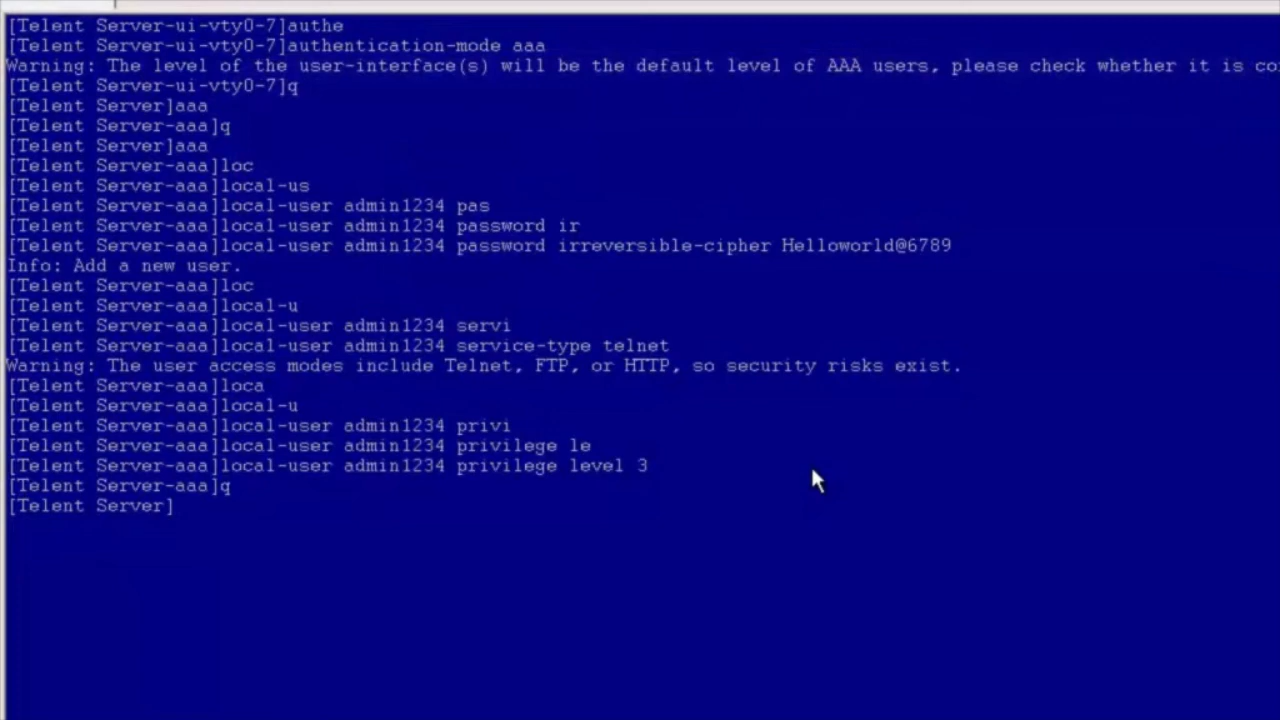 [Telent Server-ui-vty0-7]authe
[Telent Server-ui-vty0-7]authentication-mode aaa
Warning: The level of the user-interface(s) will be the default level of AAA users, please check whether it is
[Telent Server-ui-vty0-7]q
[Telent Server]aaa
[Telent Server-aaa]q
[Telent Server]aaa
[Telent Server-aaa]loc
[Telent Server-aaa]local-us
[Telent Server-aaa]local-user admin1234 pas
[Telent Server-aaa]local-user admin1234 password ir
[Telent Server-aaa]local-user admin1234 password irreversible-cipher Helloworld@6789
Info: Add a new user.
[Telent Server-aaa]loc
[Telent Server-aaa]local-u
[Telent Server-aaa]local-user admin1234 servi
[Telent Server-aaa]local-user admin1234 service-type telnet
Warning: The user access modes include Telnet, FTP, or HTTP, so security risks exist.
[Telent Server-aaa]loca
[Telent Server-aaa]local-u
[Telent Server-aaa]local-user admin1234 privi
[Telent Server-aaa]local-user admin1234 privilege le
[Telent Server-aaa]local-user admin1234 privilege level 3
[Telent Server-aaa]q
[Telent Server]